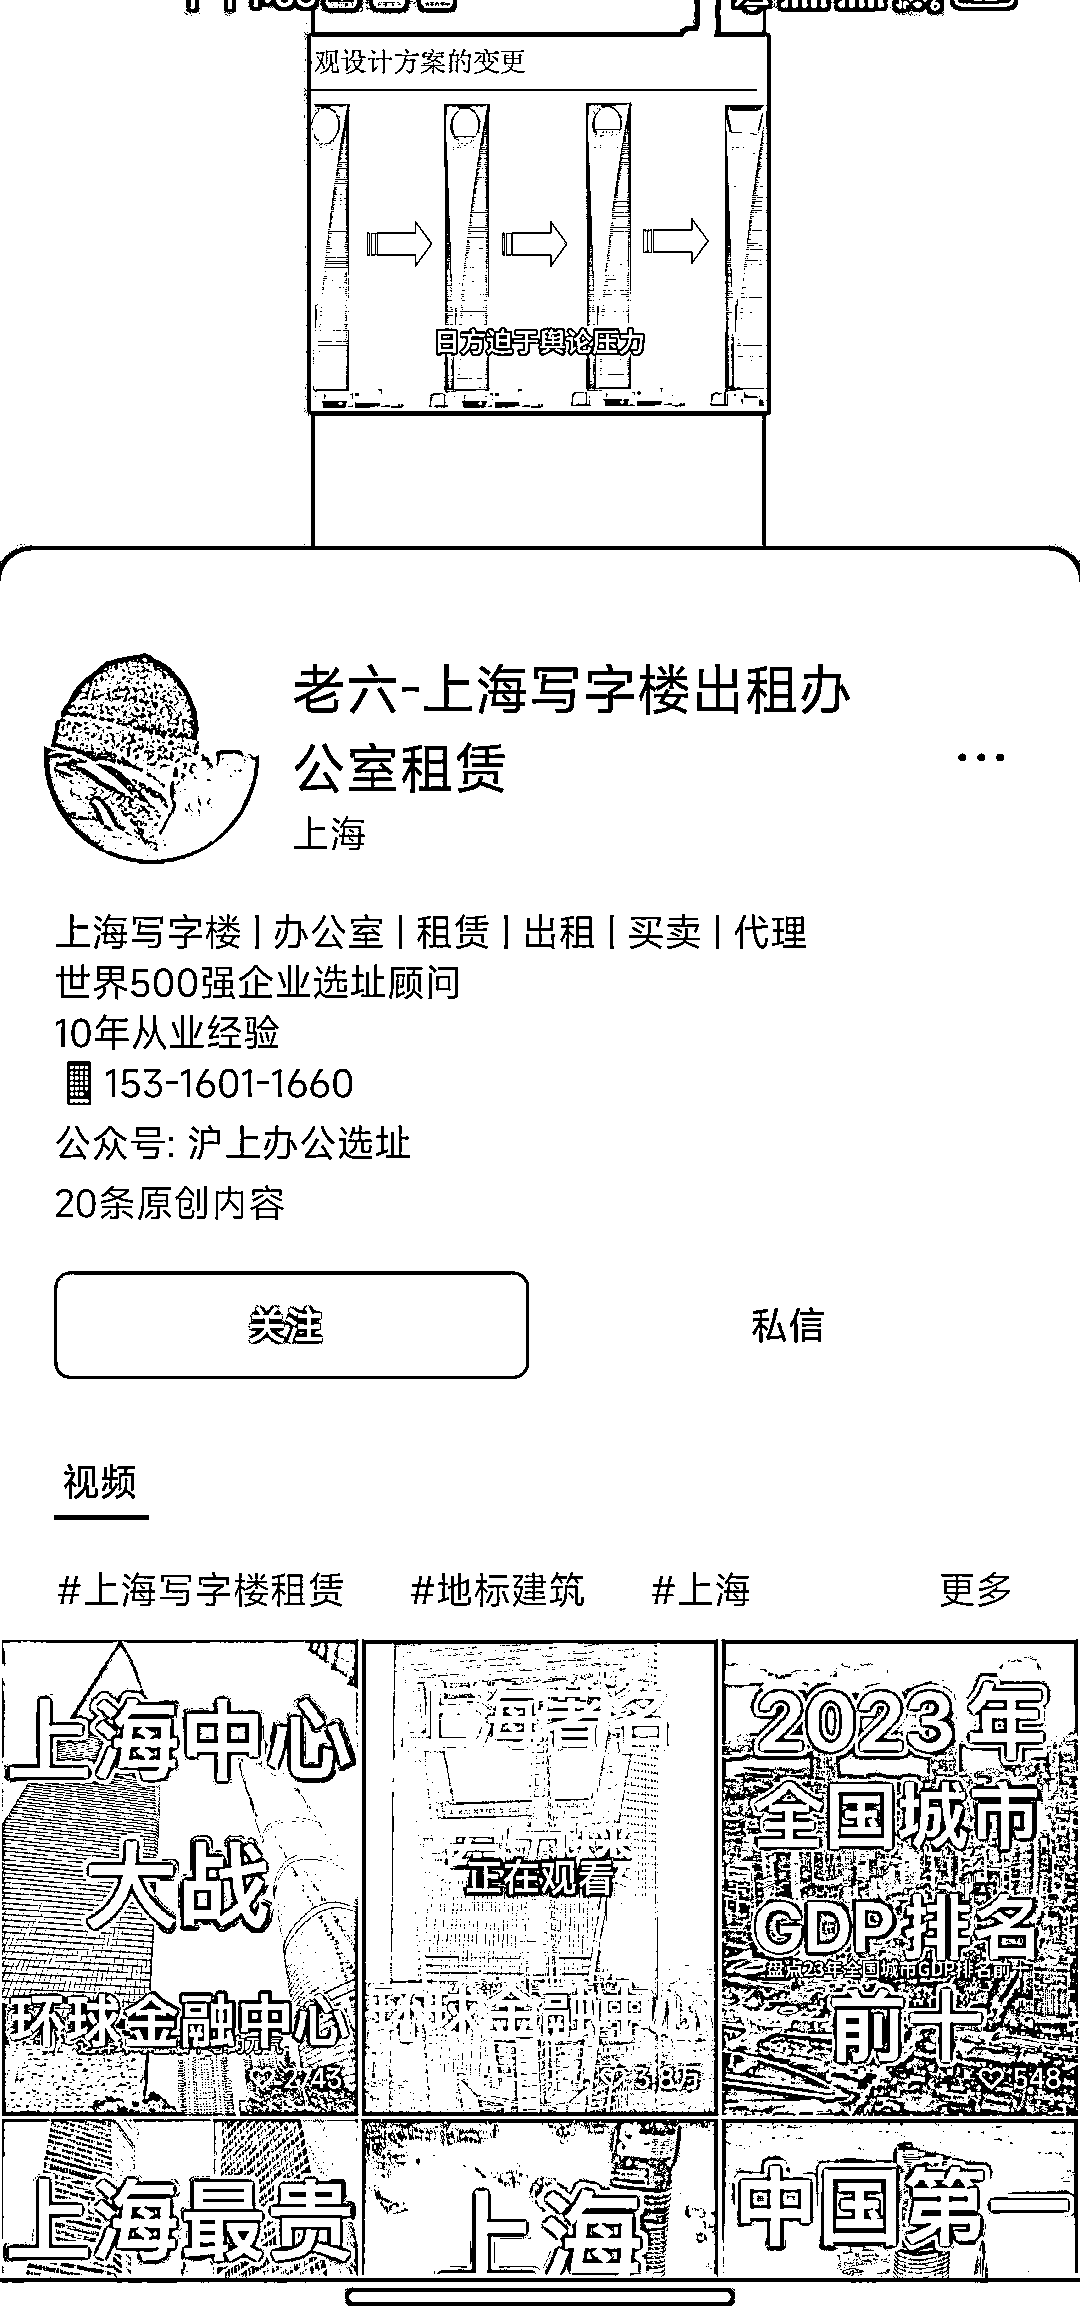 观设计方案的变更
日方迫于舆论压力
老六-上海写字楼出租办
公室租赁
上海
上海写字楼 | 办公室 | 租赁 | 出租 | 买卖 | 代理
世界500强企业选址顾问
10年从业经验
153-1601-1660
公众号: 沪上办公选址
20条原创内容
关注
私信
视频
#上海写字楼租赁 #地标建筑 #上海 更多
上海中心
大战
环球金融中心
2743
上海著名
正在观看
环球金融中心
3.8万
2023 年
全国城市
GDP排名
盘点23年全国城市GDP排名前十
前十
548
上海最贵
上海
中国第一